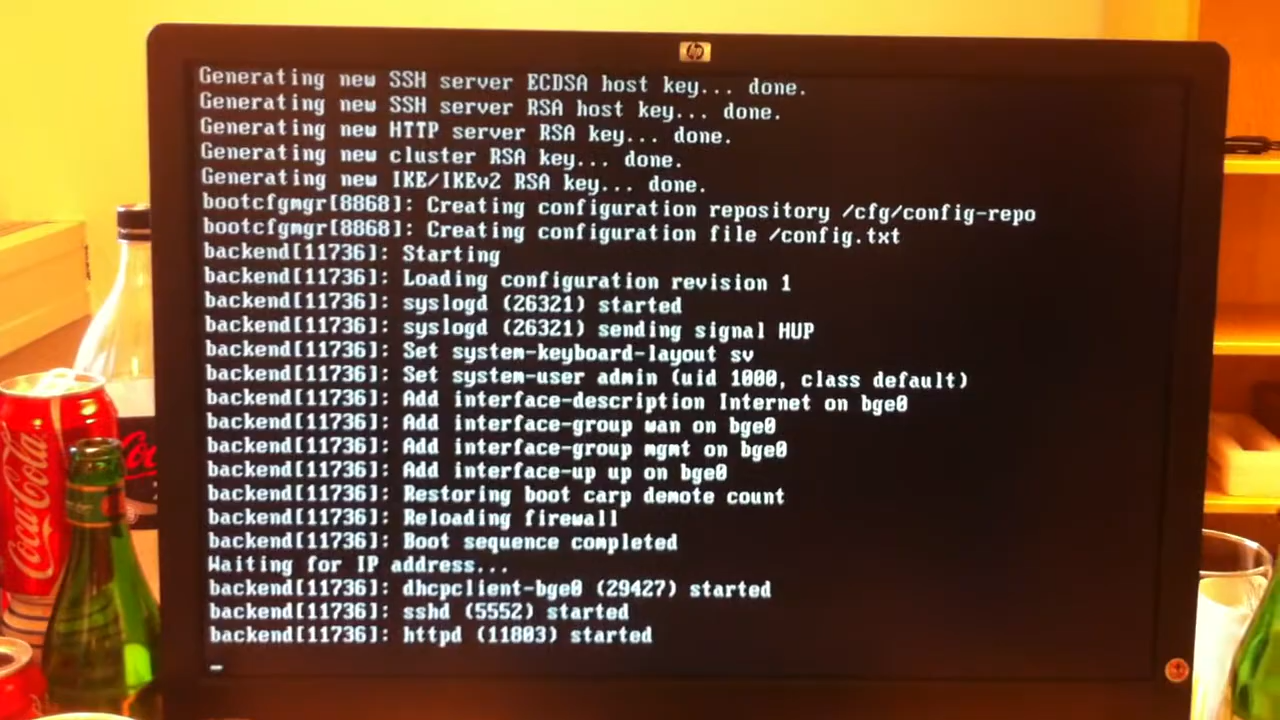 hp
Generating new SSH server ECDSA host key... done.
Generating new SSH server RSA host key... done.
Generating new HTTP server RSA key... done.
Generating new cluster RSA key... done.
Generating new IKE/IKEv2 RSA key... done.
bootcfgmgr[8868]: Creating configuration repository /cfg/config-repo
bootcfgmgr[8868]: Creating configuration file /config.txt
backend[11736]: Starting
backend[11736]: Loading configuration revision 1
backend[11736]: syslogd (26321) started
backend[11736]: syslogd (26321) sending signal HUP
backend[11736]: Set system-keyboard-layout sv
backend[11736]: Set system-user admin (uid 1000, class default)
backend[11736]: Add interface-description Internet on bge0
backend[11736]: Add interface-group wan on bge0
backend[11736]: Add interface-group mgmt on bge0
backend[11736]: Add interface-up up on bge0
backend[11736]: Restoring boot carp demote count
backend[11736]: Reloading firewall
backend[11736]: Boot sequence completed
Waiting for IP address...
backend[11736]: dhcpclient-bge0 (29427) started
backend[11736]: sshd (5552) started
backend[11736]: httpd (11803) started
Coca-Cola